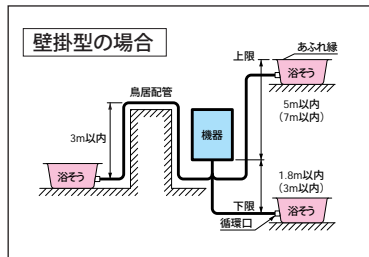 壁掛型の場合
あふれ縁
上限
浴そう
鳥居配管
5m以内
(7m以内)
3m以内
機器
浴そう
1.8m以内
(3m以内)
下限
浴そう
循環口